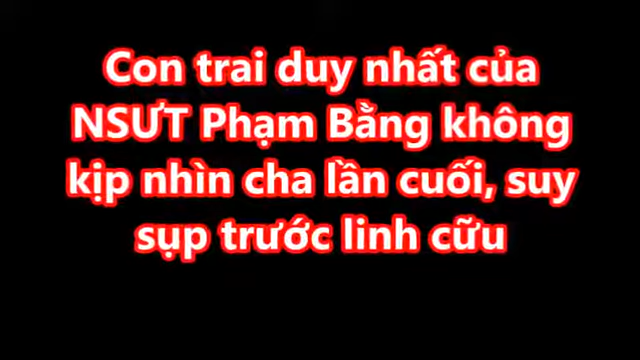 Con trai duy nhất của
NSƯT Phạm Bằng không
kịp nhìn cha lần cuối, suy
sụp trước linh cữu